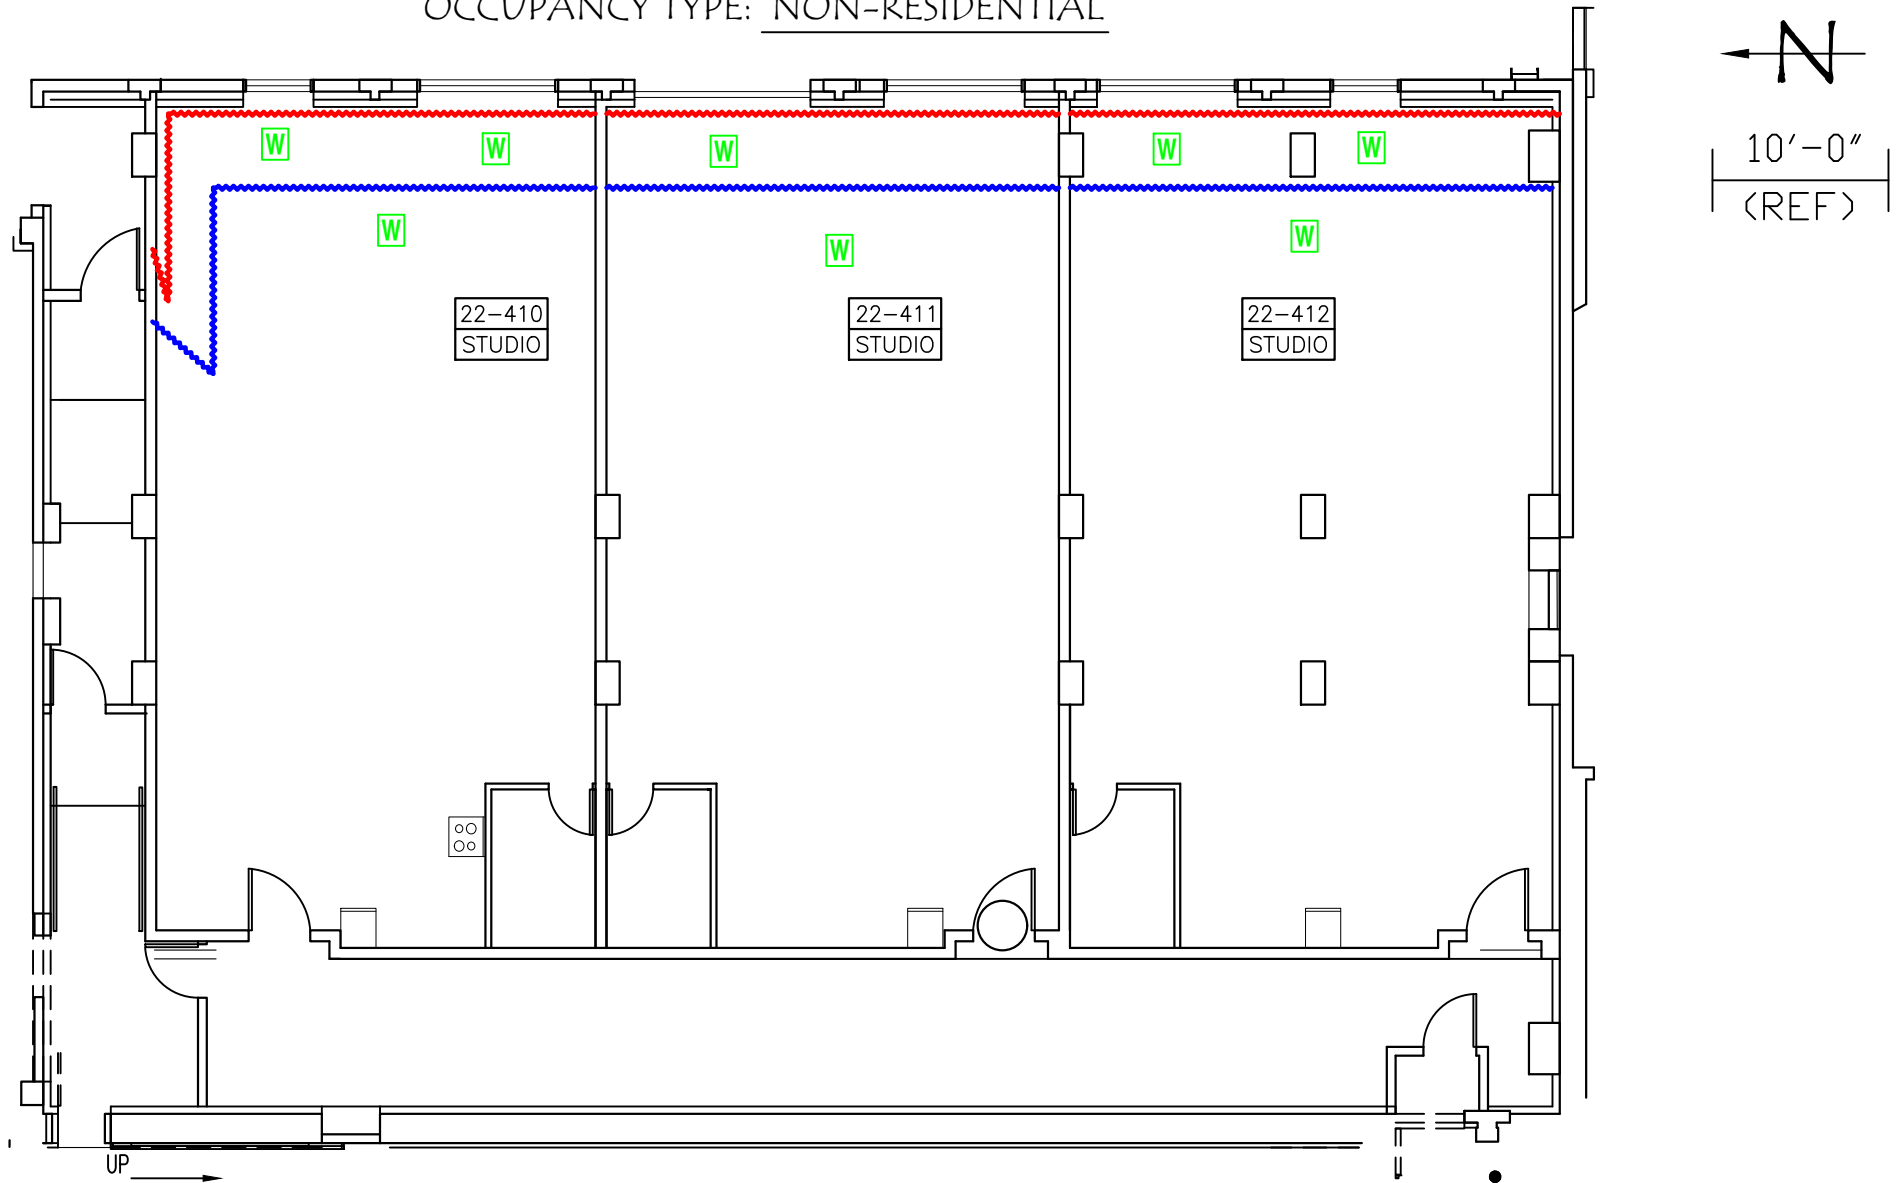 OCCUPANCY TYPE: NON-RESIDENTIAL
N
10'-0"
(REF)
W
W
W
W
W
W
W
W
22-410
STUDIO
22-411
STUDIO
22-412
STUDIO
UP